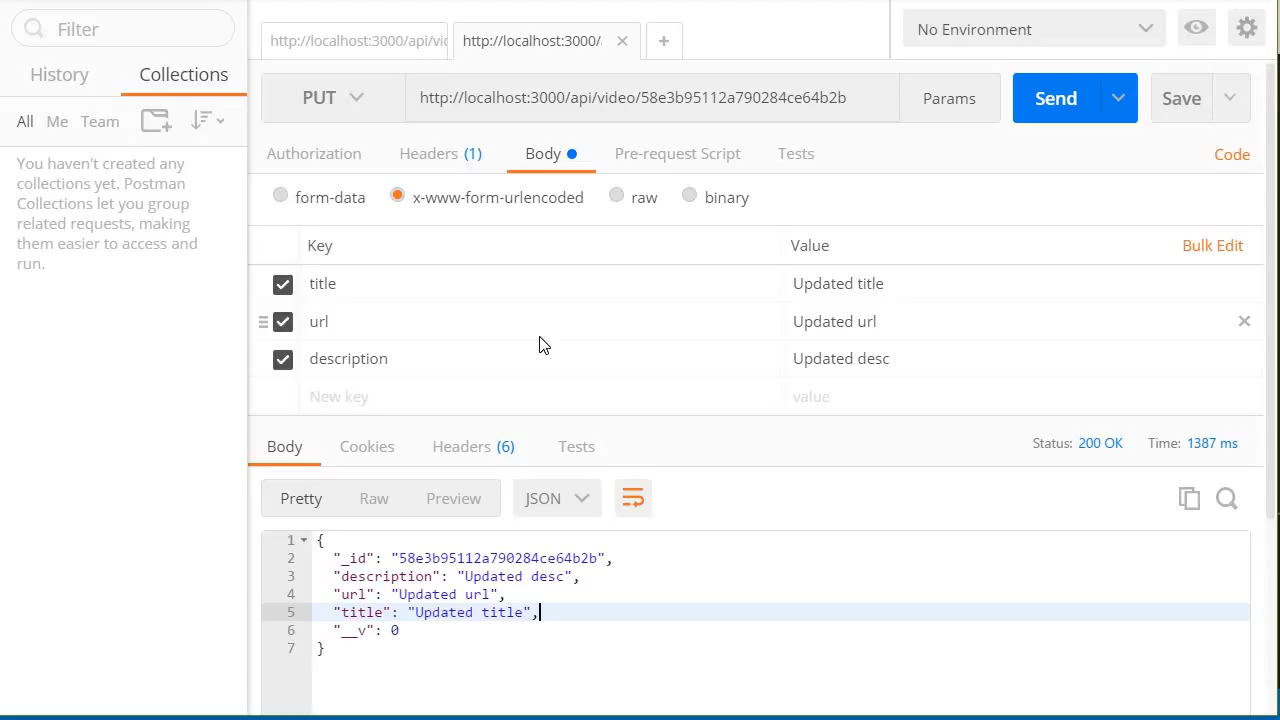 Filter
History
Collections
All
Me
Team
You haven't created any
collections yet. Postman
Collections let you group
related requests, making
them easier to access and
run.
http://localhost:3000/api/vi
http://localhost:3000/
+
No Environment
PUT
http://localhost:3000/api/video/58e3b95112a790284ce64b2b
Params
Send
Save
Authorization
Headers (1)
Body
Pre-request Script
Tests
Code
form-data
x-www-form-urlencoded
raw
binary
Key
Value
Bulk Edit
title
Updated title
url
Updated url
description
Updated desc
New key
value
Body
Cookies
Headers (6)
Tests
Status: 200 OK
Time: 1387 ms
Pretty
Raw
Preview
JSON
1 {
2 "_id": "58e3b95112a790284ce64b2b",
3 "description": "Updated desc",
4 "url": "Updated url",
5 "title": "Updated title",
6 "__v": 0
7 }